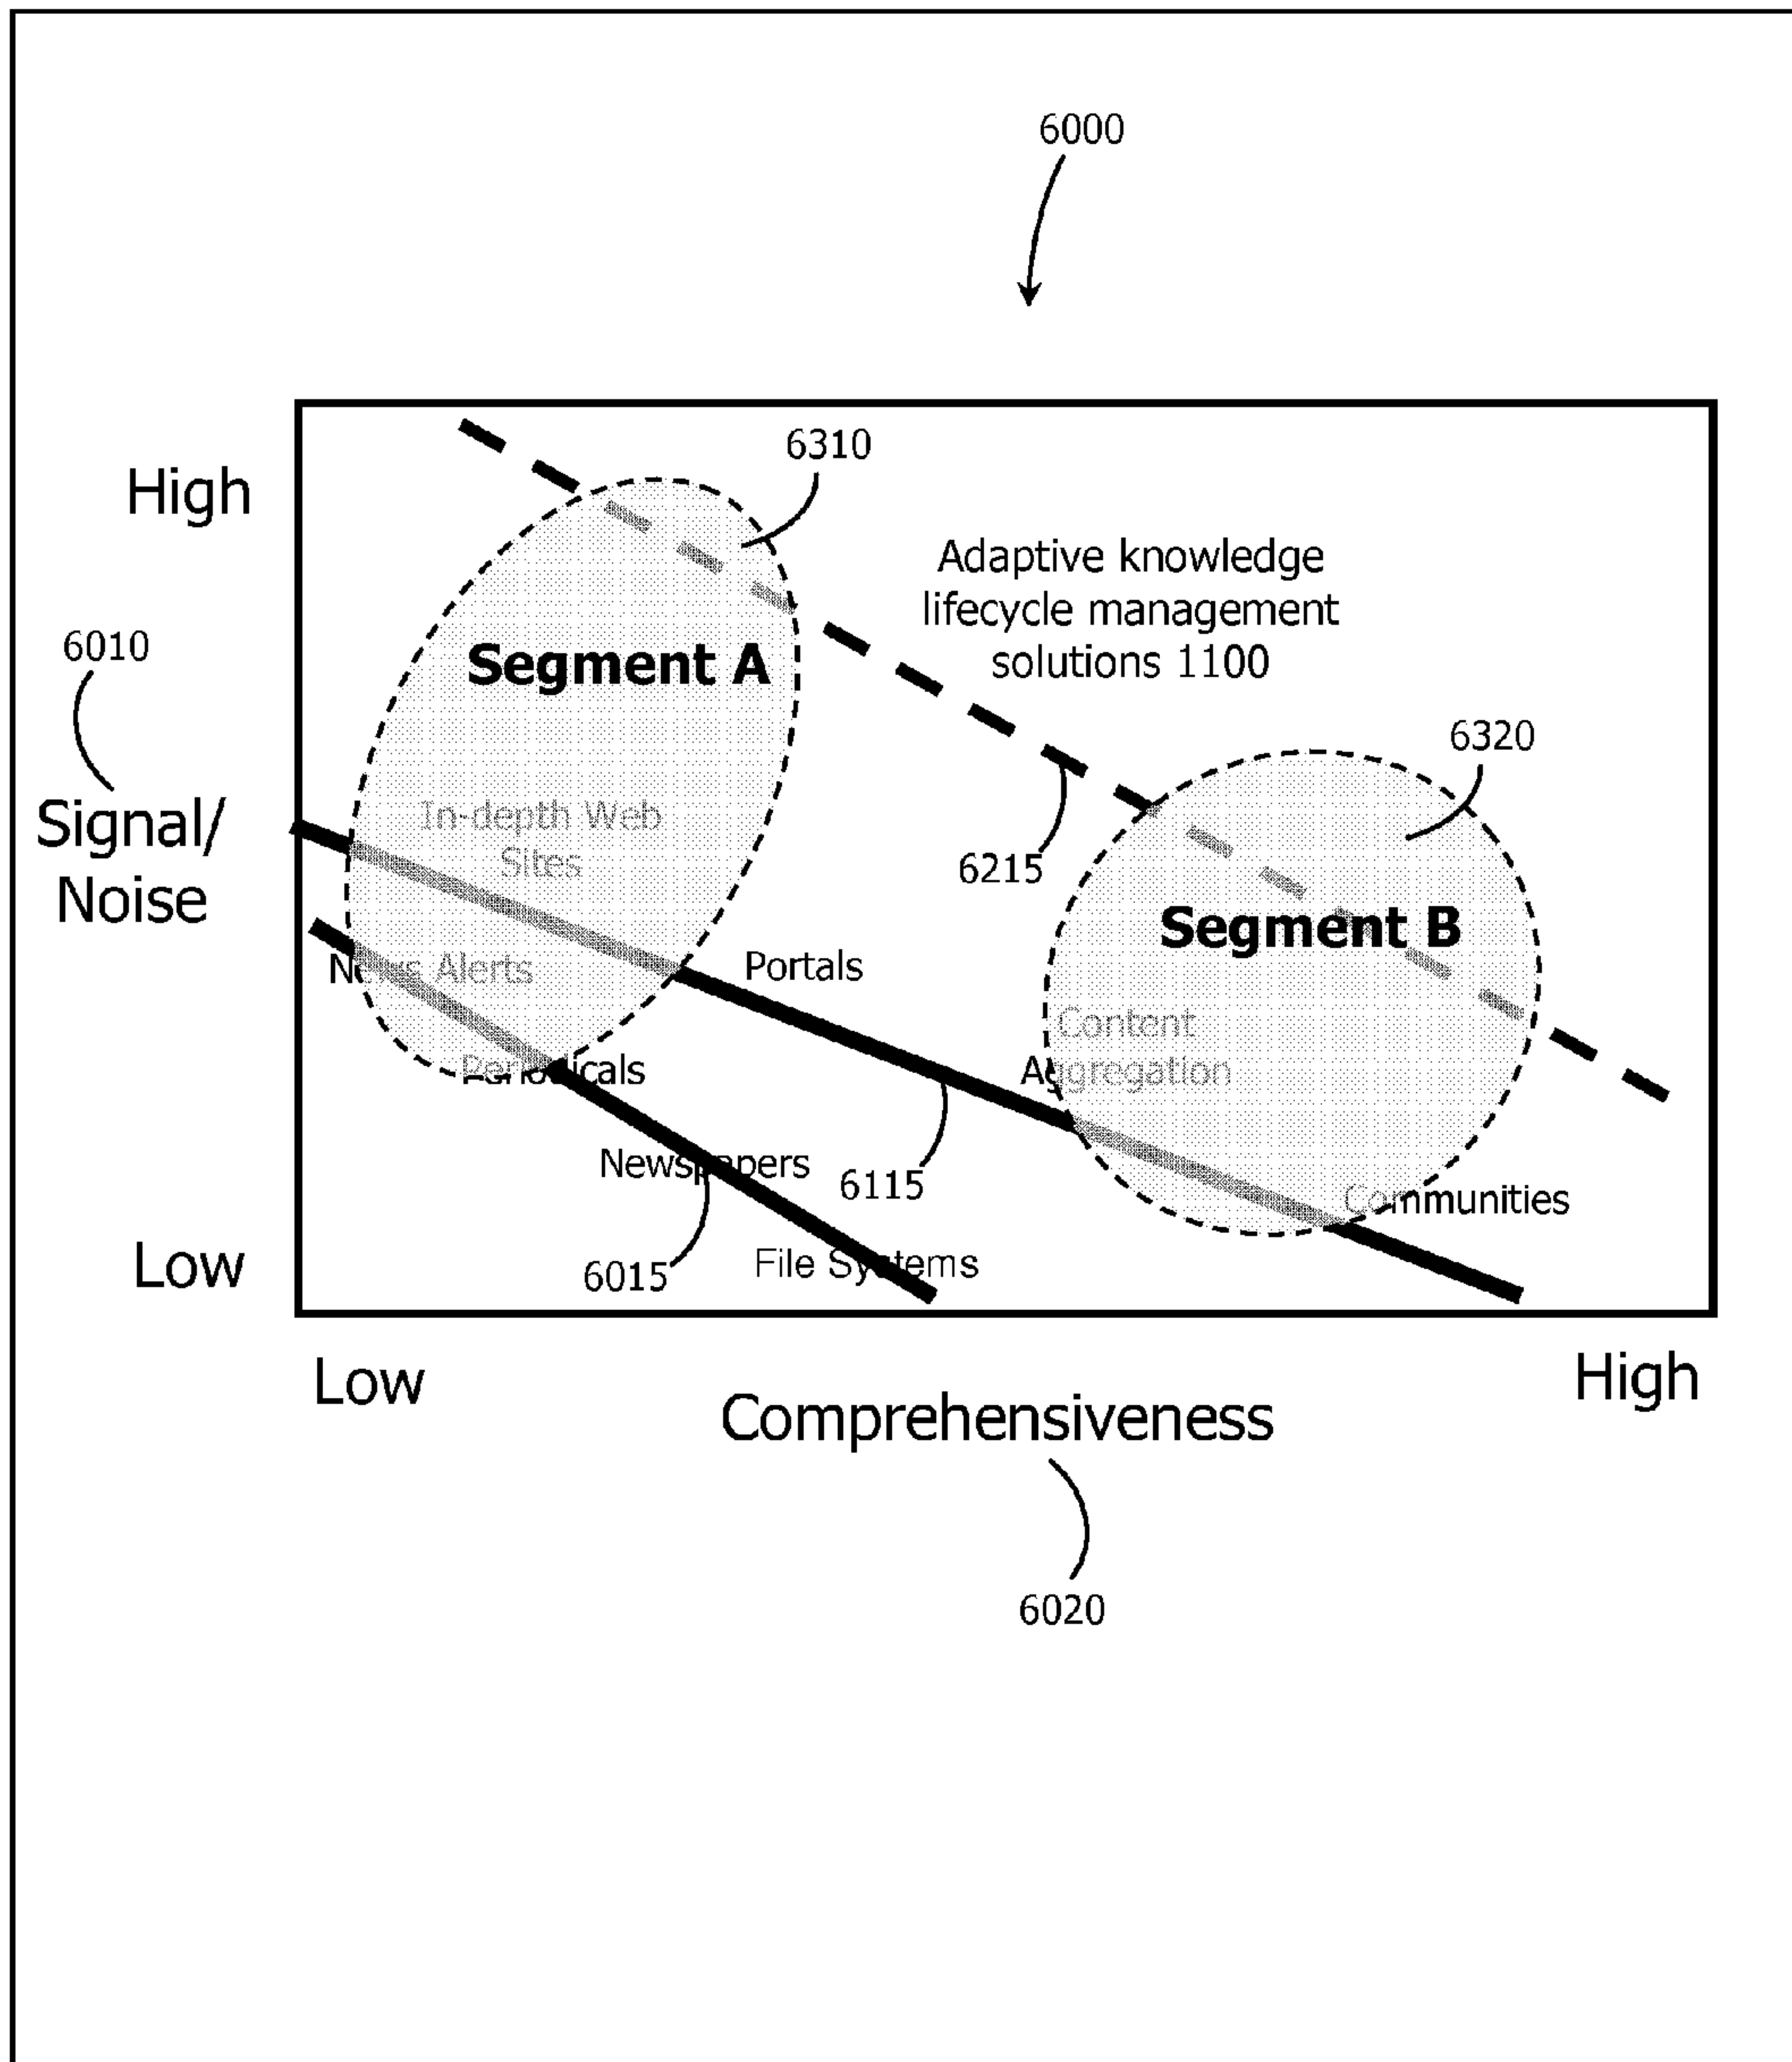 6000
High
6310
Adaptive knowledge
lifecycle management
solutions 1100
6010
Segment A
6320
In-depth Web
Sites
Signal/
Noise
6215
Segment B
News Alerts
Portals
Content
Aggregation
Periodicals
Newspapers
6115
Communities
Low
6015
File Systems
Low
High
Comprehensiveness
6020